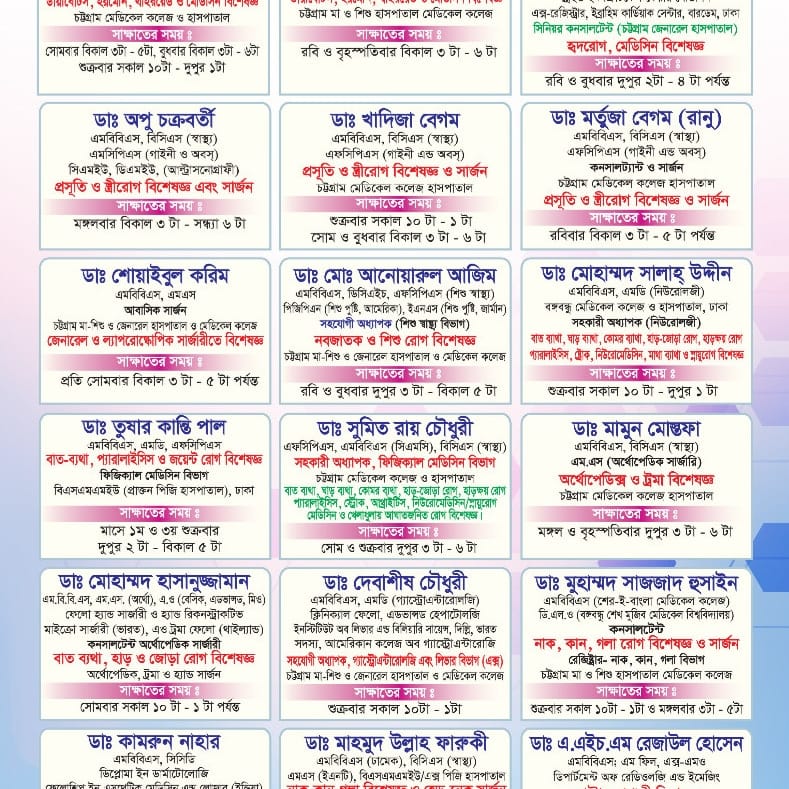 ডায়াবেটিস, হরমোন, থাইরয়েড ও মেডিসিন বিশেষজ্ঞ
চট্টগ্রাম মেডিকেল কলেজ ও হাসপাতাল
সাক্ষাতের সময় ঃ
সোমবার বিকাল ৩টা - ৫টা, বুধবার বিকাল ৩টা - ৬টা
শুক্রবার সকাল ১০টা - দুপুর ১টা
চট্টগ্রাম মা ও শিশু হাসপাতাল মেডিকেল কলেজ
সাক্ষাতের সময় ঃ
রবি ও বৃহস্পতিবার বিকাল ৩ টা - ৬ টা
এক্স-রেজিস্ট্রার, ইব্রাহিম কার্ডিয়াক সেন্টার, বারডেম, ঢাকা
সিনিয়র কনসালটেন্ট (চট্টগ্রাম জেনারেল হাসপাতাল)
হৃদরোগ, মেডিসিন বিশেষজ্ঞ
সাক্ষাতের সময় ঃ
রবি ও বুধবার দুপুর ২টা - ৪ টা পর্যন্ত
ডাঃ অপু চক্রবর্তী
এমবিবিএস, বিসিএস (স্বাস্থ্য)
এমসিপিএস (গাইনী ও অবস্)
সিএমইউ, ডিএমইউ, (আল্ট্রাসনোগ্রাফী)
প্রসূতি ও স্ত্রীরোগ বিশেষজ্ঞ এবং সার্জন
সাক্ষাতের সময় ঃ
মঙ্গলবার বিকাল ৩ টা - সন্ধ্যা ৬ টা
ডাঃ খাদিজা বেগম
এমবিবিএস, বিসিএস (স্বাস্থ্য)
এফসিপিএস (গাইনী এন্ড অবস্)
প্রসূতি ও স্ত্রীরোগ বিশেষজ্ঞ ও সার্জন
চট্টগ্রাম মেডিকেল কলেজ হাসপাতাল
সাক্ষাতের সময় ঃ
শুক্রবার সকাল ১০ টা - ১ টা
সোম ও বুধবার বিকাল ৩ টা - ৬ টা
ডাঃ মর্তুজা বেগম (রানু)
এমবিবিএস, বিসিএস (স্বাস্থ্য)
এফসিপিএস (গাইনী এন্ড অবস্)
কনসালট্যান্ট ও সার্জন
চট্টগ্রাম মেডিকেল কলেজ হাসপাতাল
প্রসূতি ও স্ত্রীরোগ বিশেষজ্ঞ ও সার্জন
সাক্ষাতের সময় ঃ
রবিবার বিকাল ৩ টা - ৫ টা পর্যন্ত
ডাঃ শোয়াইবুল করিম
এমবিবিএস, এমএস
আবাসিক সার্জন
চট্টগ্রাম মা-শিশু ও জেনারেল হাসপাতাল ও মেডিকেল কলেজ
জেনারেল ও ল্যাপরোস্কোপিক সার্জারীতে বিশেষজ্ঞ
সাক্ষাতের সময় ঃ
প্রতি সোমবার বিকাল ৩ টা - ৫ টা পর্যন্ত
ডাঃ মোঃ আনোয়ারুল আজিম
এমবিবিএস, ডিসিএইচ, এফসিপিএস (শিশু স্বাস্থ্য)
পিজিপিএন (শিশু পুষ্টি, আমেরিকা), ইএনএস (শিশু পুষ্টি, জার্মান)
সহযোগী অধ্যাপক (শিশু স্বাস্থ্য বিভাগ)
নবজাতক ও শিশু রোগ বিশেষজ্ঞ
চট্টগ্রাম মা-শিশু ও জেনারেল হাসপাতাল ও মেডিকেল কলেজ
সাক্ষাতের সময় ঃ
রবি ও বুধবার দুপুর ৩ টা - বিকাল ৫ টা
ডাঃ মোহাম্মদ সালাহ্ উদ্দীন
এমবিবিএস, এমডি (নিউরোলজী)
বঙ্গবন্ধু মেডিকেল কলেজ ও হাসপাতাল, ঢাকা
সহকারী অধ্যাপক (নিউরোলজী)
বাত ব্যথা, ঘাড় ব্যথা, কোমর ব্যথা, হাড়-জোড়া রোগ, হাড়ক্ষয় রোগ
প্যারালাইসিস, স্ট্রোক, নিউরোমেডিসিন, মাথা ব্যাথা ও স্নায়ুরোগ বিশেষজ্ঞ
সাক্ষাতের সময় ঃ
শুক্রবার সকাল ১০ টা - দুপুর ১ টা
ডাঃ তুষার কান্তি পাল
এমবিবিএস, এমডি, এফসিপিএস
বাত-ব্যথা, প্যারালাইসিস ও জয়েন্ট রোগ বিশেষজ্ঞ
ফিজিক্যাল মেডিসিন বিভাগ
বিএসএমএমইউ (প্রাক্তন পিজি হাসপাতাল), ঢাকা
সাক্ষাতের সময় ঃ
মাসে ১ম ও ৩য় শুক্রবার
দুপুর ২ টা - বিকাল ৫ টা
ডাঃ সুমিত রায় চৌধুরী
এফসিপিএস, এমবিবিএস (সিএমসি), বিসিএস (স্বাস্থ্য)
সহকারী অধ্যাপক, ফিজিক্যাল মেডিসিন বিভাগ
চট্টগ্রাম মেডিকেল কলেজ ও হাসপাতাল
বাত ব্যথা, ঘাড় ব্যথা, কোমর ব্যথা, হাড়-জোড়া রোগ, হাড়ক্ষয় রোগ
প্যারালাইসিস, স্ট্রোক, আর্থ্রাইটিস, নিউরোমেডিসিন/স্নায়ুরোগ
মেডিসিন ও খেলাধুলায় আঘাতজনিত রোগ বিশেষজ্ঞ।
সাক্ষাতের সময় ঃ
সোম ও শুক্রবার দুপুর ৩ টা - ৬ টা
ডাঃ মামুন মোস্তফা
এমবিবিএস, বিসিএস (স্বাস্থ্য)
এম.এস (অর্থোপেডিক সার্জারি)
অর্থোপেডিক্স ও ট্রমা বিশেষজ্ঞ
চট্টগ্রাম মেডিকেল কলেজ হাসপাতাল
সাক্ষাতের সময় ঃ
মঙ্গল ও বৃহস্পতিবার দুপুর ৩ টা - ৬ টা
ডাঃ মোহাম্মদ হাসানুজ্জামান
এম.বি.বি.এস, এম.এস. (অর্থো), এ.ও (বেসিক, এডভান্সড, মিও)
ফেলো হ্যান্ড সার্জারী ও হ্যান্ড রিকনস্ট্রাকটিভ
মাইক্রো সার্জারী (ভারত), এও ট্রমা ফেলো (থাইল্যান্ড)
কনসালটেন্ট অর্থোপেডিক সার্জারী
বাত ব্যথা, হাড় ও জোড়া রোগ বিশেষজ্ঞ
অর্থোপেডিক, ট্রমা ও হ্যান্ড সার্জন
সাক্ষাতের সময় ঃ
সোমবার সকাল ১০ টা - ১ টা পর্যন্ত
ডাঃ দেবাশীষ চৌধুরী
এমবিবিএস, এমডি (গ্যাস্ট্রোএন্টারোলজি)
ক্লিনিক্যাল ফেলো, এডভান্সড হেপাটোলজি
ইনস্টিটিউট অব লিভার এন্ড বিলিয়ারি সায়েন্স, দিল্লি, ভারত
সদস্য, আমেরিকান কলেজ অব গ্যাস্ট্রোএন্টারোজি
সহযোগী অধ্যাপক, গ্যাস্ট্রোএন্টারোলজি এবং লিভার বিভাগ (এক্স)
চট্টগ্রাম মা-শিশু ও জেনারেল হাসপাতাল ও মেডিকেল কলেজ
সাক্ষাতের সময় ঃ
শুক্রবার সকাল ১০টা - ১টা
ডাঃ মুহাম্মদ সাজজাদ হুসাইন
এমবিবিএস (শের-ই-বাংলা মেডিকেল কলেজ)
ডি.এল.ও (বঙ্গবন্ধু শেখ মুজিব মেডিকেল বিশ্ববিদ্যালয়)
কনসালটেন্ট
নাক, কান, গলা রোগ বিশেষজ্ঞ ও সার্জন
রেজিষ্ট্রার- নাক, কান, গলা বিভাগ
চট্টগ্রাম মা ও শিশু হাসপাতাল মেডিকেল কলেজ
সাক্ষাতের সময় ঃ
শুক্রবার সকাল ১০টা - ১টা ও মঙ্গলবার ৩টা - ৫টা
ডাঃ কামরুন নাহার
এমবিবিএস, সিসিডি
ডিপ্লোমা ইন ডার্মাটোলজি
ডাঃ মাহমুদ উল্লাহ ফারুকী
এমবিবিএস (ঢামেক), বিসিএস (স্বাস্থ্য)
এমএস (ইএনটি), বিএসএমএমইউ/এক্স পিজি হাসপাতাল
নাক কান গলা বিশেষজ্ঞ ও হেড নেক সার্জন
ডাঃ এ.এইচ.এম রেজাউল হোসেন
এমবিবিএস; এম ফিল, এক্স-এমও
ডিপার্টমেন্ট অফ রেডিওলজি এন্ড ইমেজিং